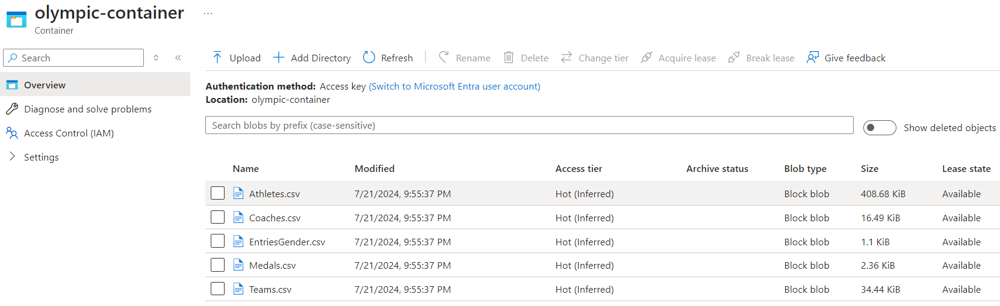 olympic-container ...
Container
Search
Upload Add Directory Refresh Rename Delete Change tier Acquire lease Break lease Give feedback
Overview
Diagnose and solve problems
Access Control (IAM)
Settings
Authentication method: Access key (Switch to Microsoft Entra user account)
Location: olympic-container
Search blobs by prefix (case-sensitive)
Show deleted objects
Name Modified Access tier Archive status Blob type Size Lease state
Athletes.csv 7/21/2024, 9:55:37 PM Hot (Inferred) Block blob 408.68 KiB Available
Coaches.csv 7/21/2024, 9:55:37 PM Hot (Inferred) Block blob 16.49 KiB Available
EntriesGender.csv 7/21/2024, 9:55:37 PM Hot (Inferred) Block blob 1.1 KiB Available
Medals.csv 7/21/2024, 9:55:37 PM Hot (Inferred) Block blob 2.36 KiB Available
Teams.csv 7/21/2024, 9:55:37 PM Hot (Inferred) Block blob 34.44 KiB Available